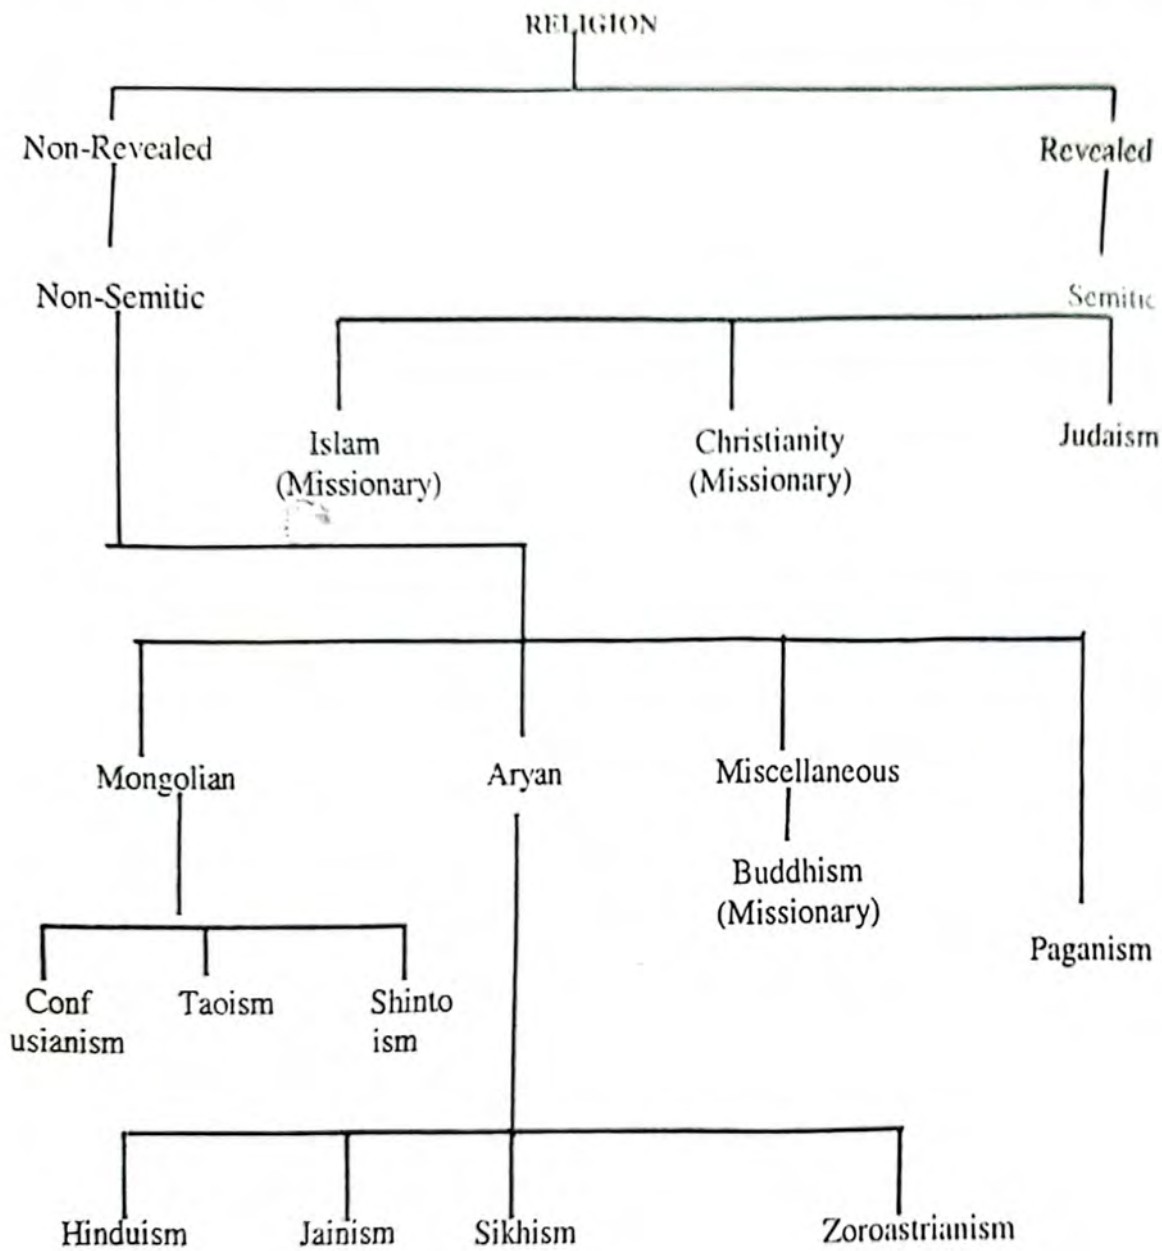 RELIGION
Non-Revealed
Revealed
Non-Semitic
Semitic
Islam
(Missionary)
Christianity
(Missionary)
Judaism
Mongolian
Aryan
Miscellaneous
Buddhism
(Missionary)
Paganism
Conf
usianism
Taoism
Shinto
ism
Hinduism
Jainism
Sikhism
Zoroastrianism